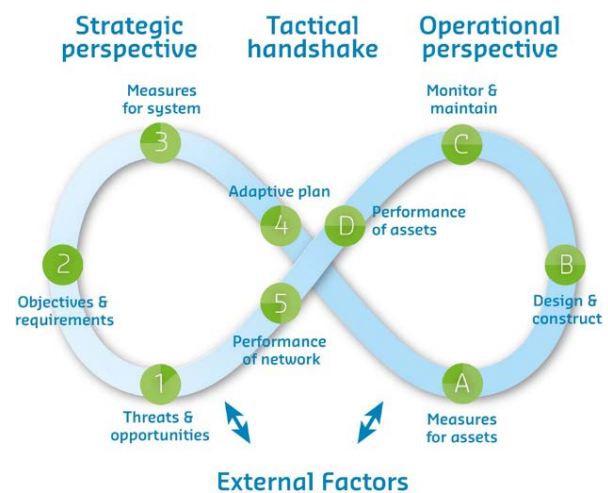 Strategic
perspective
Tactical
handshake
Operational
perspective
Measures
for system
Monitor &
maintain
3
C
Adaptive plan
4
D
Performance
of assets
2
B
Objectives &
requirements
5
Design &
construct
Performance
of network
1
A
Threats &
opportunities
Measures
for assets
External Factors